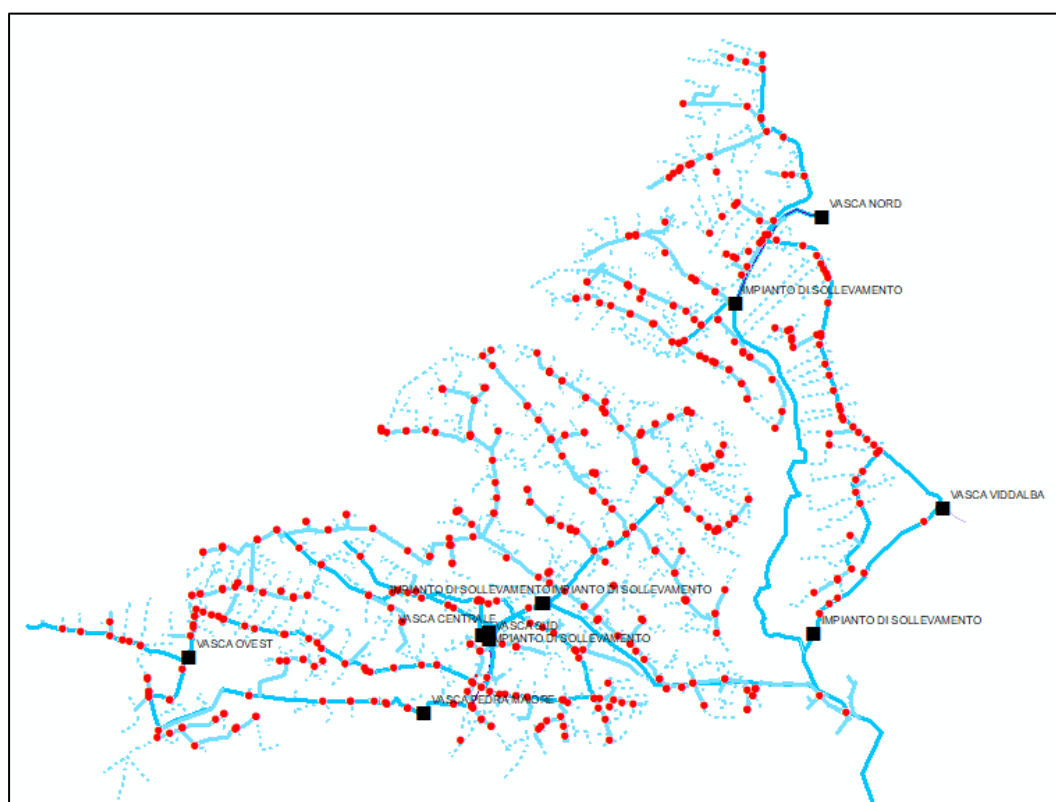 VASCA NORD
IMPIANTO DI SOLLEVAMENTO
VASCA VIDDALBA
IMPIANTO DI SOLLEVAMENTO IMPIANTO DI SOLLEVAMENTO
VASCA CENTRALE
VASCA SUD
IMPIANTO DI SOLLEVAMENTO
IMPIANTO DI SOLLEVAMENTO
VASCA OVEST
VASCA PEDRA MAIORE